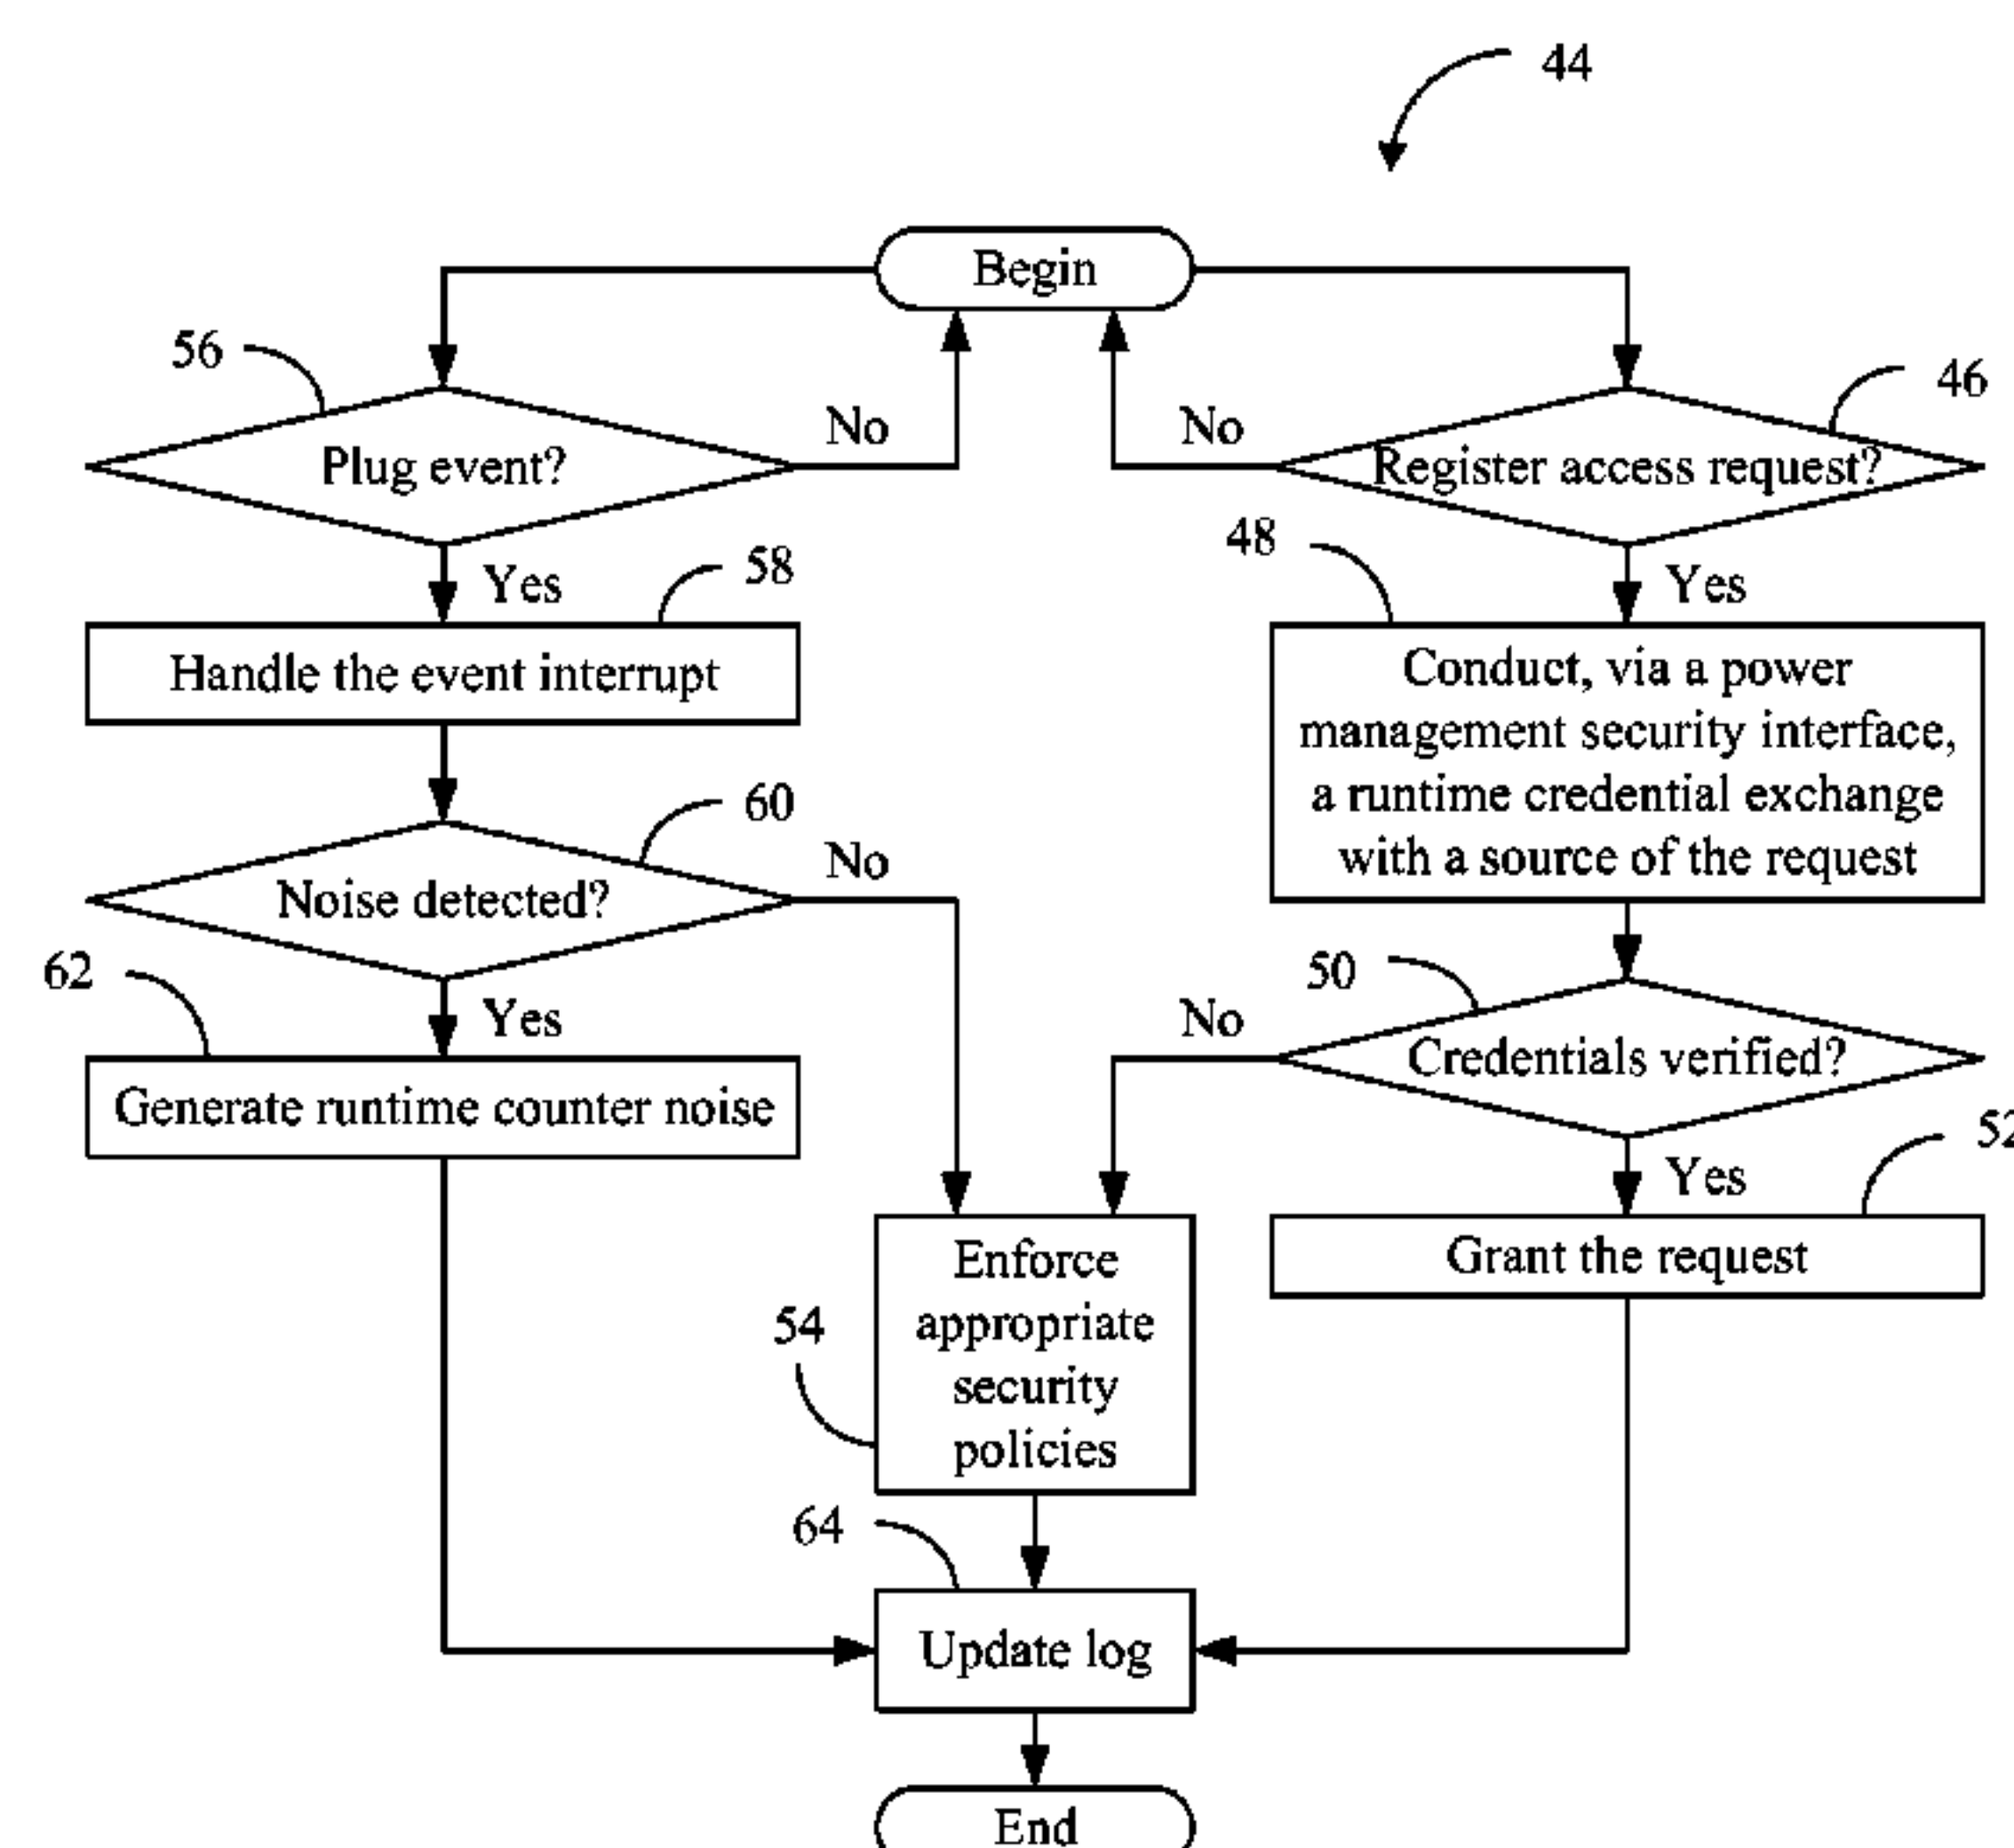 44
Begin
56
Plug event?
No
No
46
Register access request?
Yes
58
Handle the event interrupt
48
Yes
Conduct, via a power
management security interface,
a runtime credential exchange
with a source of the request
60
Noise detected?
No
62
Yes
Generate runtime counter noise
50
No
Credentials verified?
52
Yes
Grant the request
54
Enforce
appropriate
security
policies
64
Update log
End